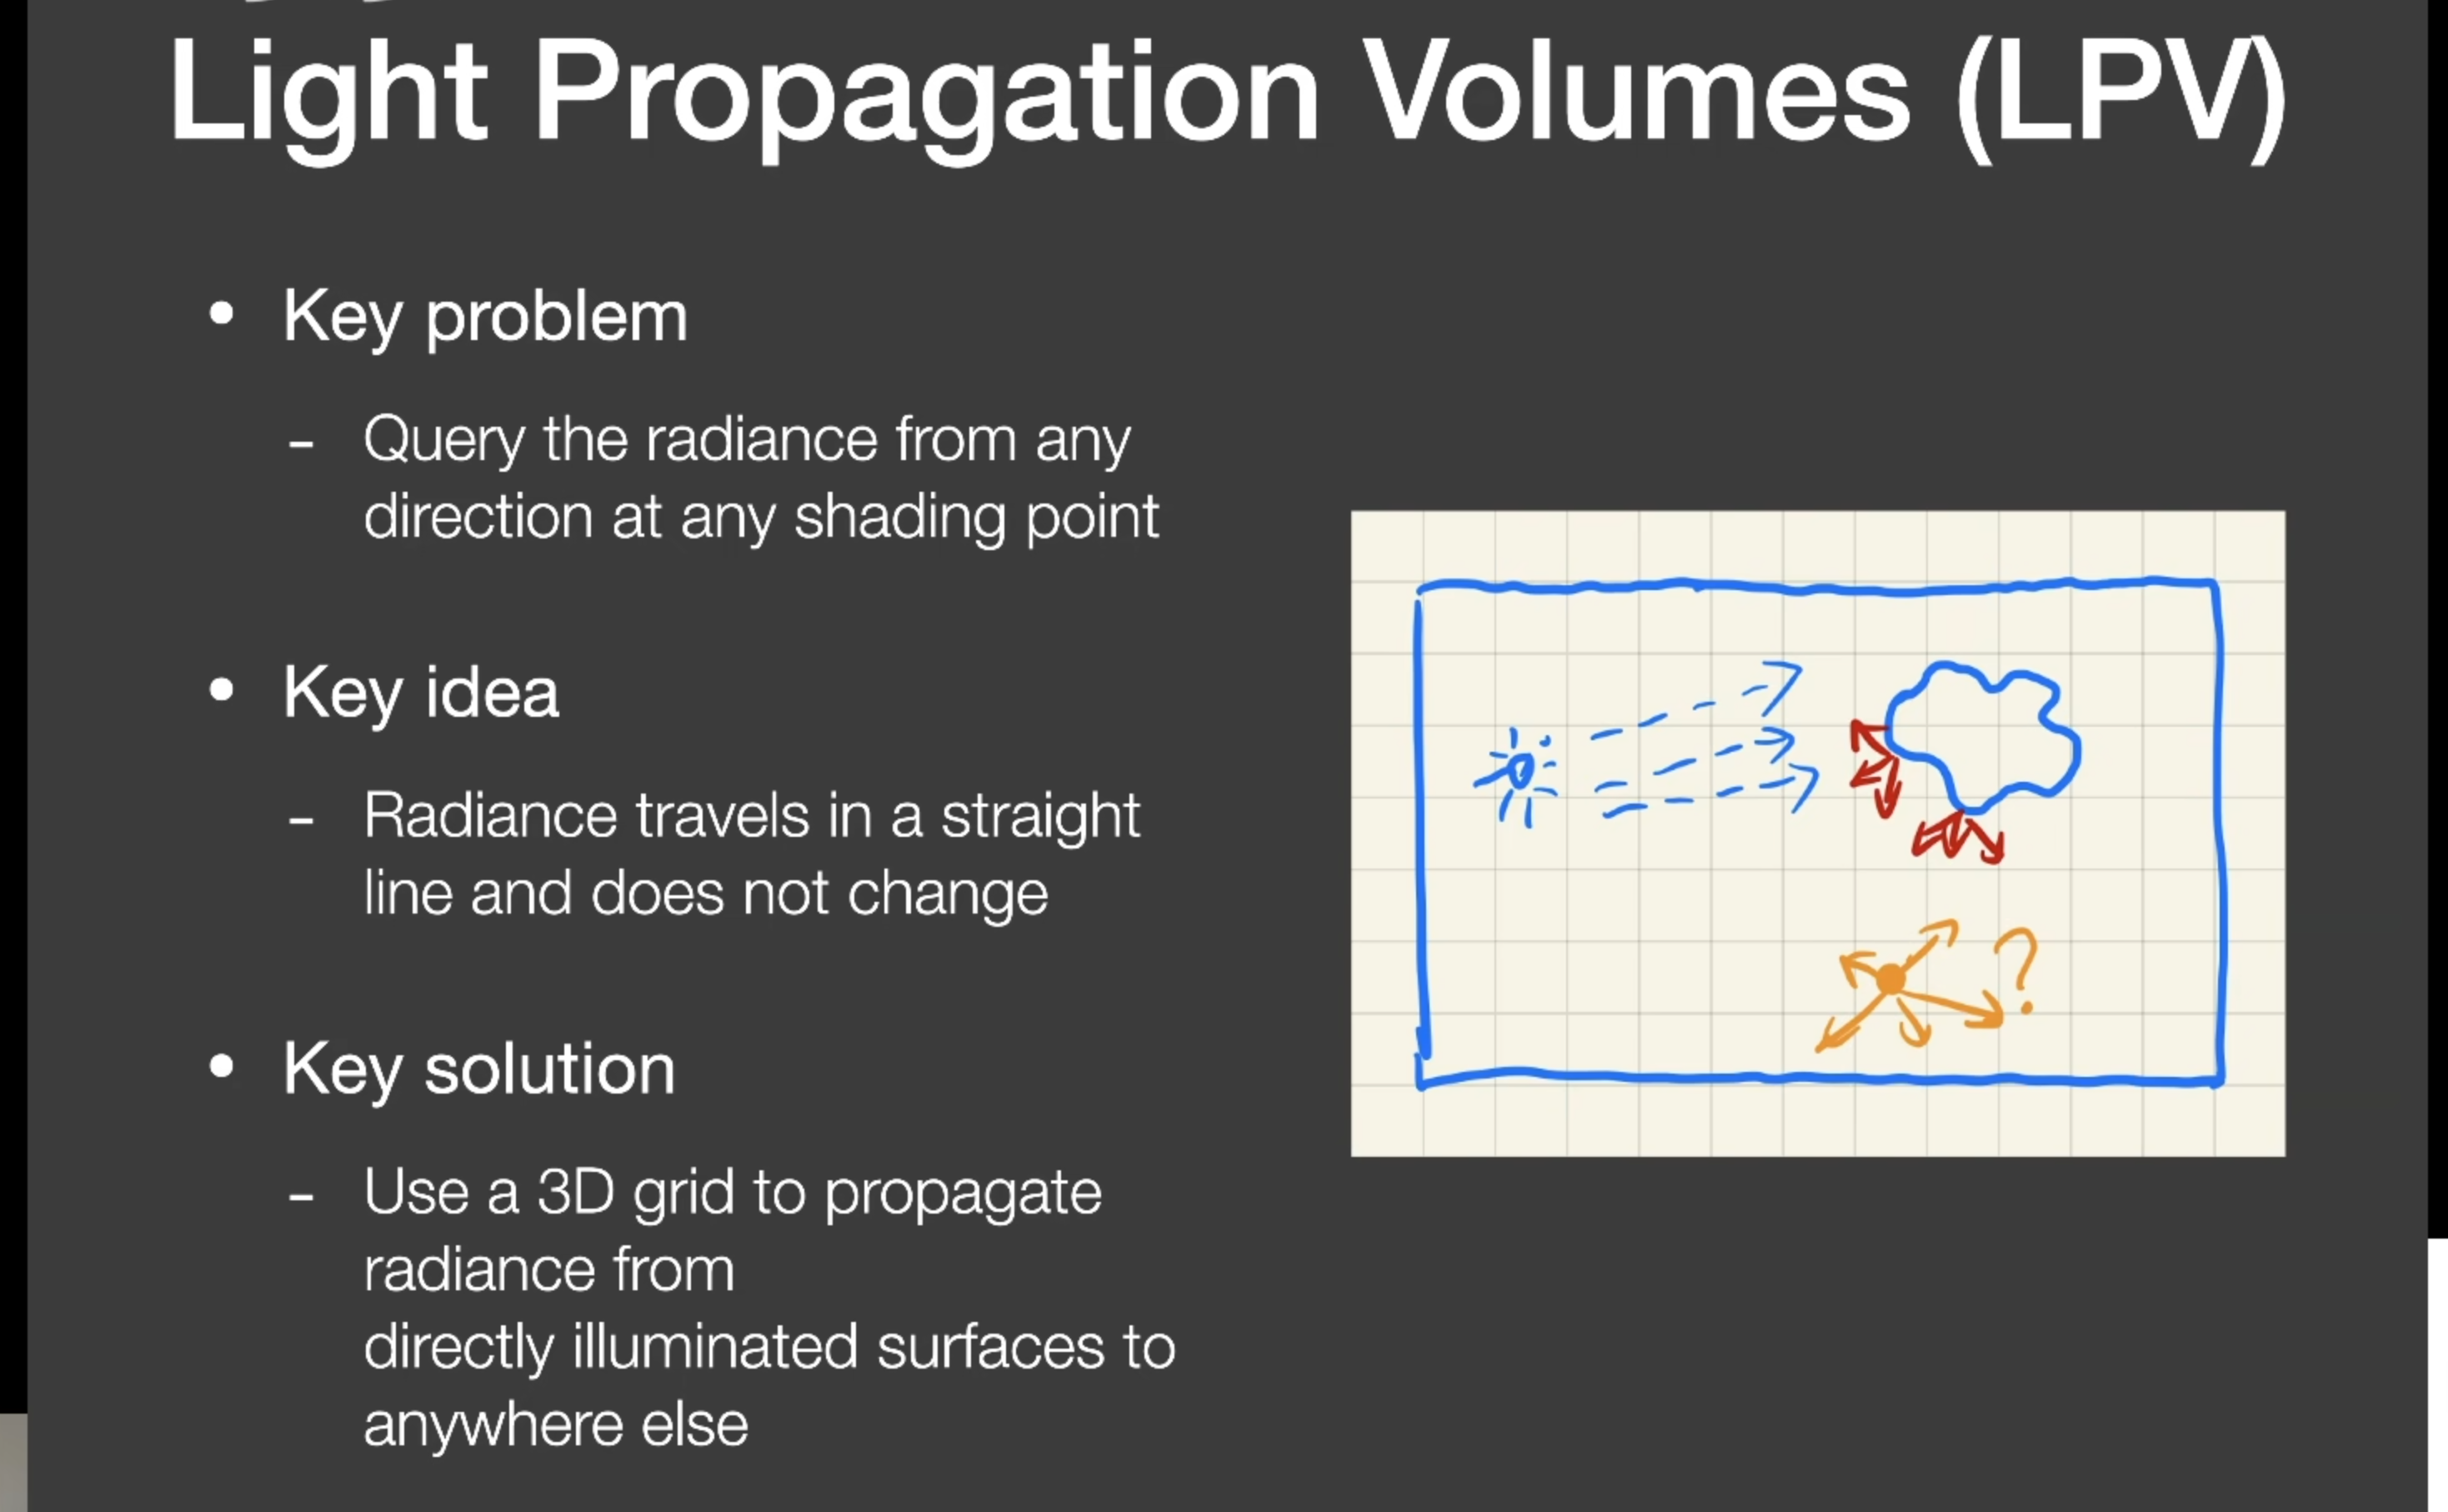 Light Propagation Volumes (LPV)
• Key problem
- Query the radiance from any
direction at any shading point
• Key idea
- Radiance travels in a straight
line and does not change
• Key solution
- Use a 3D grid to propagate
radiance from
directly illuminated surfaces to
anywhere else
?